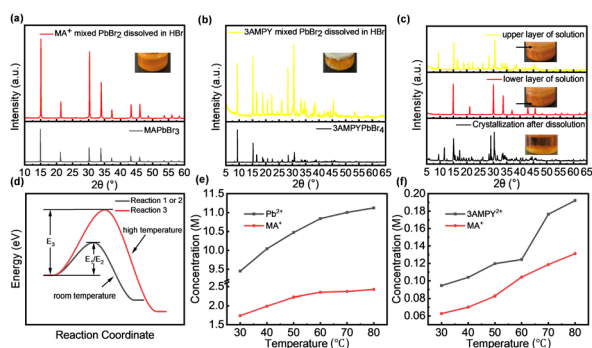 (a)
MA⁺ mixed PbBr₂ dissolved in HBr
Intensity (a.u.)
MAPbBr₃
10 15 20 25 30 35 40 45 50 55 60
2θ (°)
(b)
3AMPY mixed PbBr₂ dissolved in HBr
Intensity (a.u.)
3AMPYPbBr₄
5 10 15 20 25 30 35 40 45 50 55 60 65
2θ (°)
(c)
upper layer of solution
lower layer of solution
Crystallization after dissolution
Intensity (a.u.)
5 10 15 20 25 30 35 40 45 50 55 60 65
2θ (°)
(d)
Reaction 1 or 2
Reaction 3
E₃
E₁/E₂
high temperature
room temperature
Energy (eV)
Reaction Coordinate
(e)
Pb²⁺
MA⁺
Concentration (M)
11.5
11.0
10.5
10.0
9.5
9.0
2.5
2.0
1.5
30 40 50 60 70 80
Temperature (°C)
(f)
3AMPY²⁺
MA⁺
Concentration (M)
0.20
0.18
0.16
0.14
0.12
0.10
0.08
0.06
0.04
30 40 50 60 70 80
Temperature (°C)